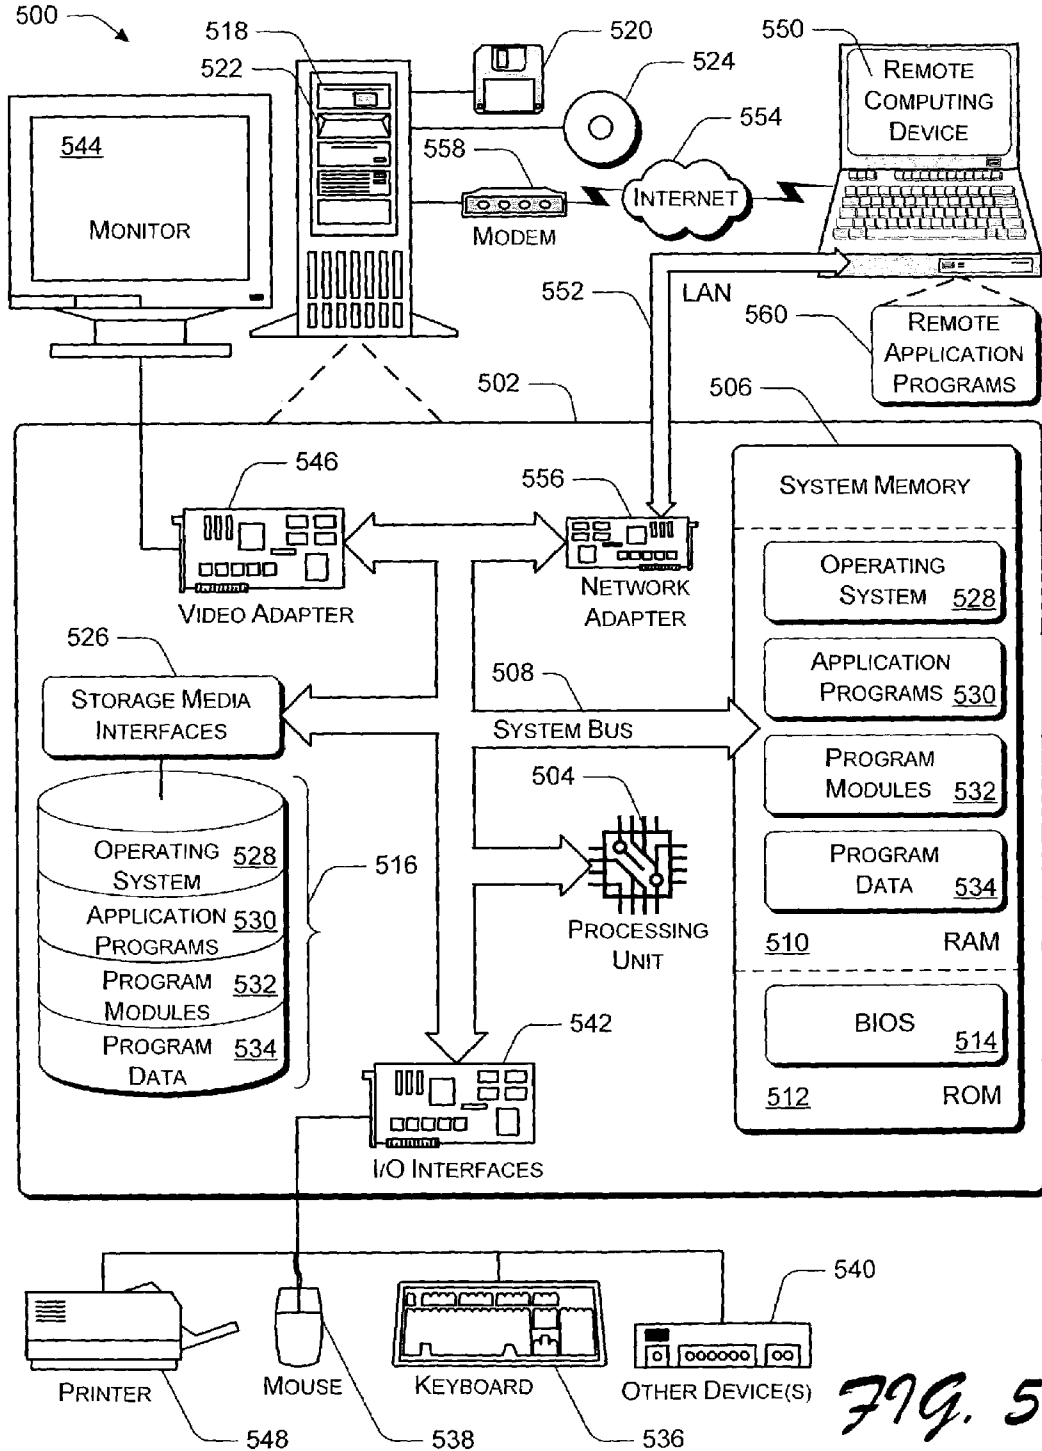 500
518
522
520
524
550
REMOTE
COMPUTING
DEVICE
544
MONITOR
558
554
INTERNET
MODEM
552
LAN
560
REMOTE
APPLICATION
PROGRAMS
502
506
546
556
SYSTEM MEMORY
VIDEO ADAPTER
NETWORK
ADAPTER
OPERATING
SYSTEM 528
526
STORAGE MEDIA
INTERFACES
508
SYSTEM BUS
APPLICATION
PROGRAMS 530
504
PROGRAM
MODULES 532
OPERATING
SYSTEM 528
APPLICATION
PROGRAMS 530
PROGRAM
MODULES 532
PROGRAM
DATA 534
516
PROCESSING
UNIT
PROGRAM
DATA 534
510 RAM
542
BIOS
514
512 ROM
I/O INTERFACES
540
PRINTER
MOUSE
KEYBOARD
OTHER DEVICE(S)
548
538
536
FIG. 5